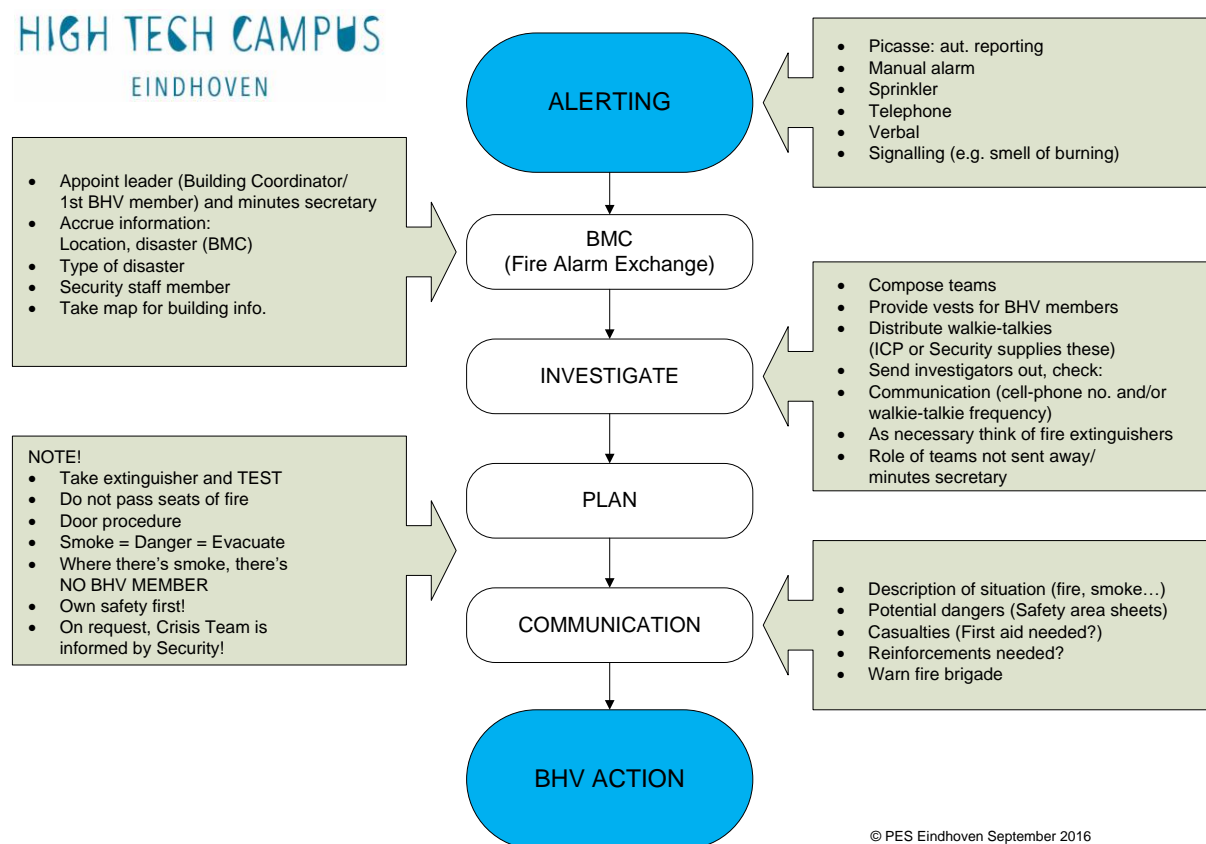 HIGH TECH CAMPUS
EINDHOVEN
ALERTING
• Picasse: aut. reporting
• Manual alarm
• Sprinkler
• Telephone
• Verbal
• Signalling (e.g. smell of burning)
• Appoint leader (Building Coordinator/
1st BHV member) and minutes secretary
• Accrue information:
Location, disaster (BMC)
• Type of disaster
• Security staff member
• Take map for building info.
BMC
(Fire Alarm Exchange)
• Compose teams
• Provide vests for BHV members
• Distribute walkie-talkies
(ICP or Security supplies these)
• Send investigators out, check:
• Communication (cell-phone no. and/or
walkie-talkie frequency)
• As necessary think of fire extinguishers
• Role of teams not sent away/
minutes secretary
INVESTIGATE
NOTE!
• Take extinguisher and TEST
• Do not pass seats of fire
• Door procedure
• Smoke = Danger = Evacuate
• Where there's smoke, there's
NO BHV MEMBER
• Own safety first!
• On request, Crisis Team is
informed by Security!
PLAN
COMMUNICATION
• Description of situation (fire, smoke…)
• Potential dangers (Safety area sheets)
• Casualties (First aid needed?)
• Reinforcements needed?
• Warn fire brigade
BHV ACTION
© PES Eindhoven September 2016